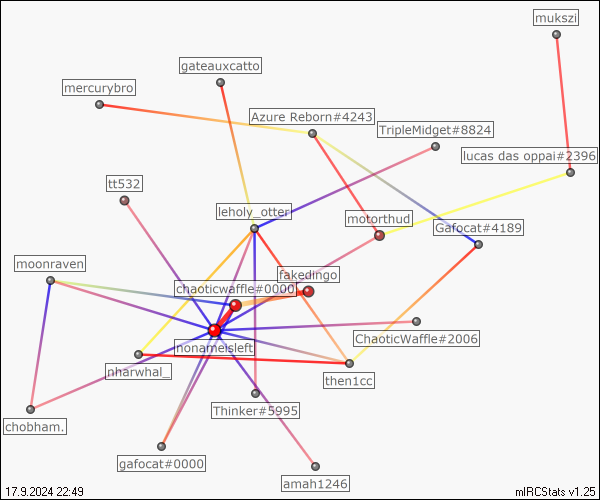 mukszi
gateauxcatto
mercurybro
Azure Reborn#4243
TripleMidget#8824
lucas das oppai#2396
tt532
leholy_otter
motorthud
Gafocat#4189
moonraven
fakedingo
chaoticwaffle#0000
ChaoticWaffle#2006
nonameisleft
nharwhal_
then1cc
Thinker#5995
chobham.
gafocat#0000
amah1246
17.9.2024 22:49
mIRCStats v1.25